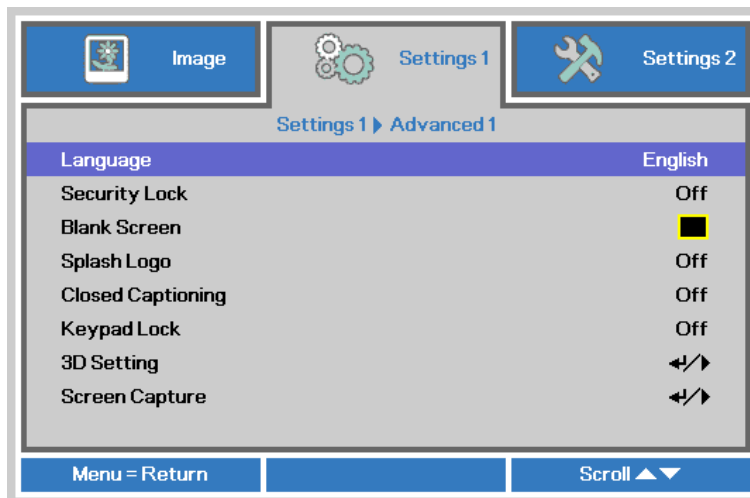 Image
Settings 1
Settings 2
Settings 1 Advanced 1
Language English
Security Lock Off
Blank Screen
Splash Logo Off
Closed Captioning Off
Keypad Lock Off
3D Setting /
Screen Capture /
Menu = Return
Scroll